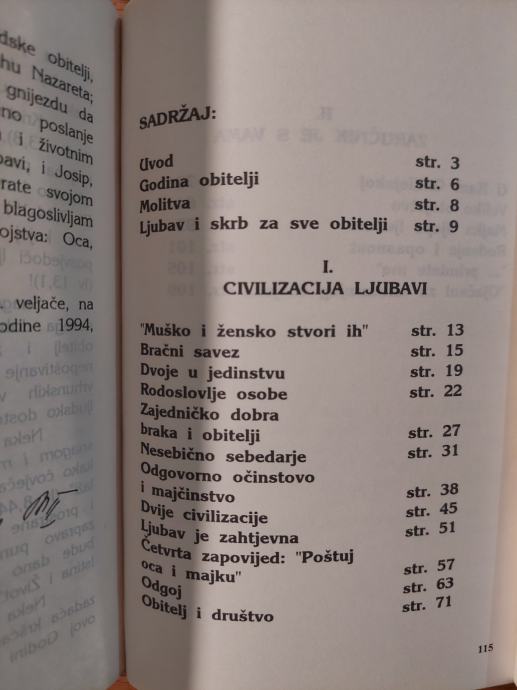 dske obitelji,
hu Nazareta;
gnijezdu da
no poslanje
i životnim
bavi, i Josip,
rate svojom
blagoslivljam
ojstva: Oca,
veljače, na
odine 1994,
SADRŽAJ:
Uvod str. 3
Godina obitelji str. 6
Molitva str. 8
Ljubav i skrb za sve obitelji str. 9
I.
CIVILIZACIJA LJUBAVI
"Muško i žensko stvori ih" str. 13
Bračni savez str. 15
Dvoje u jedinstvu str. 19
Rodoslovlje osobe str. 22
Zajedničko dobra
braka i obitelji str. 27
Nesebično sebedarje str. 31
Odgovorno očinstovo
i majčinstvo str. 38
Dvije civilizacije str. 45
Ljubav je zahtjevna str. 51
Četvrta zapovijed: "Poštuj
oca i majku" str. 57
Odgoj str. 63
Obitelj i društvo str. 71
115